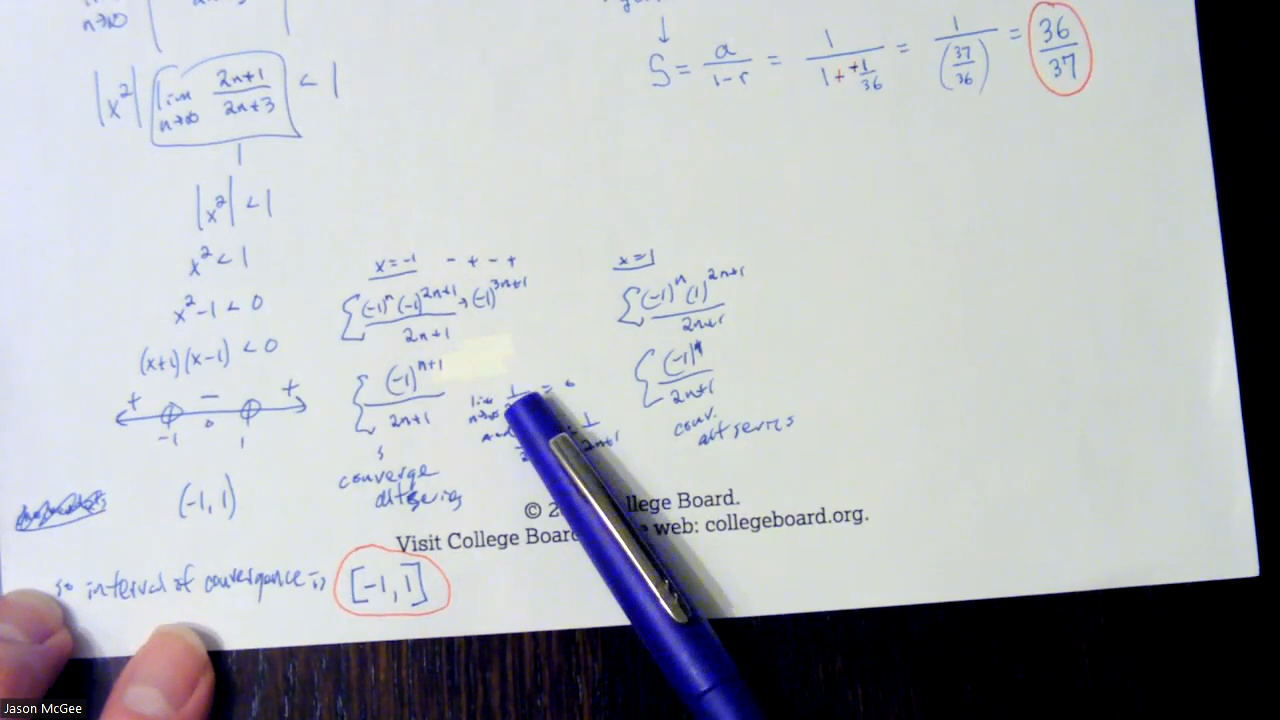 n→∞
|x²| lim n→∞ 2n+1/2n+3 < 1
1
|x²| < 1
x² < 1
x²-1 < 0
(x+1)(x-1) < 0
+ - +
-1 0 1
(-1, 1)
so interval of convergence is [-1, 1]
x=-1 - + - +
Σ (-1)ⁿ(-1)²ⁿ⁺¹/2n+1 → (-1)³ⁿ⁺¹
Σ (-1)ⁿ⁺¹/2n+1
converge
alt series
x=1
Σ (-1)ⁿ(1)²ⁿ⁺¹/2n+1
Σ (-1)ⁿ/2n+1
conv.
alt series
S = a/1-r = 1/1++1/36 = 1/(37/36) = 36/37
© 2
llege Board.
Visit College Boar
web: collegeboard.org.
Jason McGee